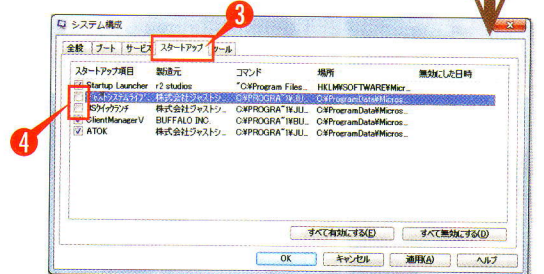 3
システム構成
全般 ブート サービス スタートアップ ツール
スタートアップ項目 製造元 コマンド 場所 無効にした日時
Startup Launcher r2 studios "C:¥Program Files... HKLM¥SOFTWARE¥Micr...
株式会社ジャストシ... C:¥PROGRA~1¥JU... C:¥ProgramData¥Micros...
JSクイックランチ 株式会社ジャストシ... C:¥PROGRA~1¥JU... C:¥ProgramData¥Micros...
ClientManagerV BUFFALO INC. C:¥PROGRA~1¥BU... C:¥ProgramData¥Micros...
ATOK 株式会社ジャストシ... C:¥PROGRA~1¥JU... C:¥ProgramData¥Micros...
4
すべて有効にする(E) すべて無効にする(D)
OK キャンセル 適用(A) ヘルプ